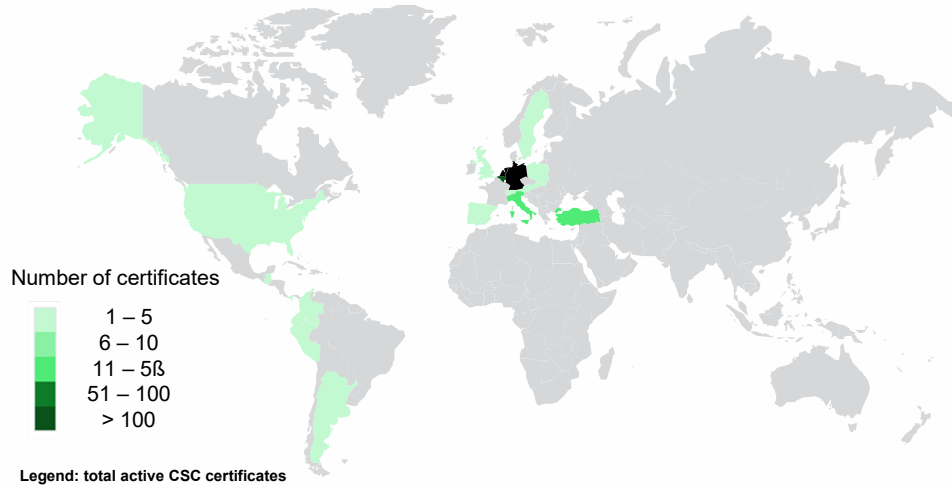 Number of certificates
1 – 5
6 – 10
11 – 5ß
51 – 100
> 100
Legend: total active CSC certificates